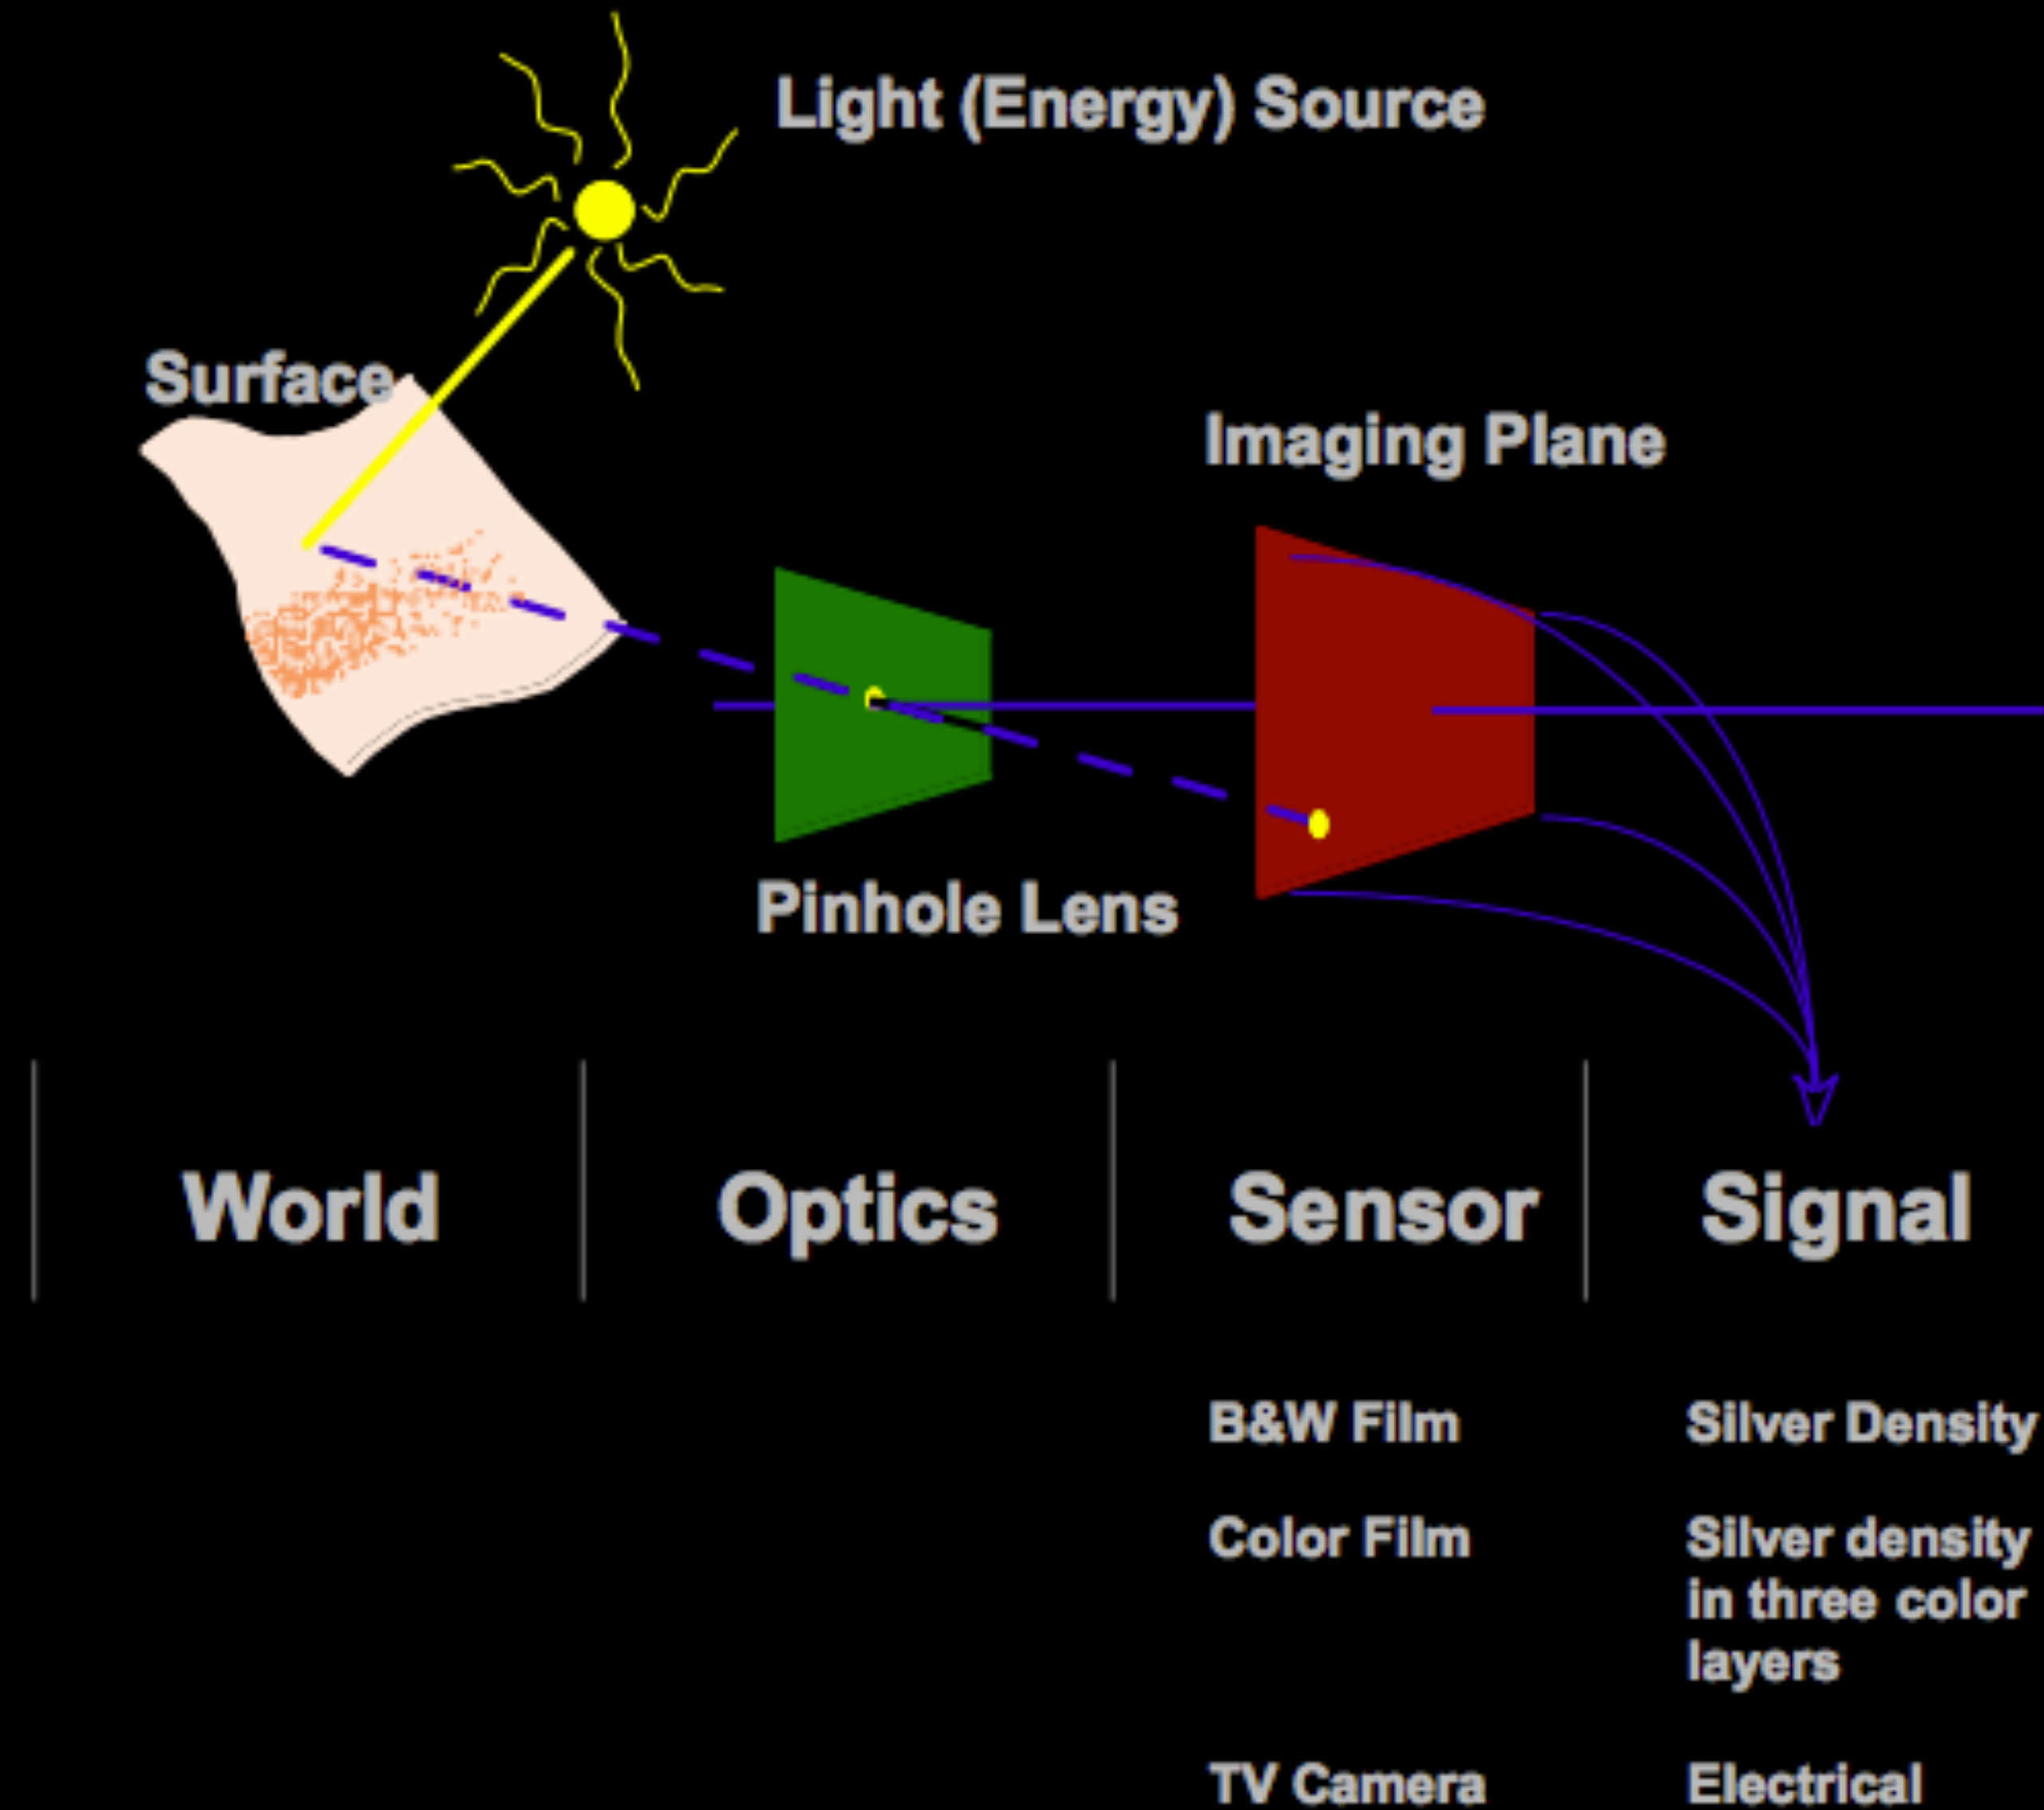 Light (Energy) Source
Surface
Imaging Plane
Pinhole Lens
World Optics Sensor Signal
B&W Film Silver Density
Color Film Silver density
in three color
layers
TV Camera Electrical